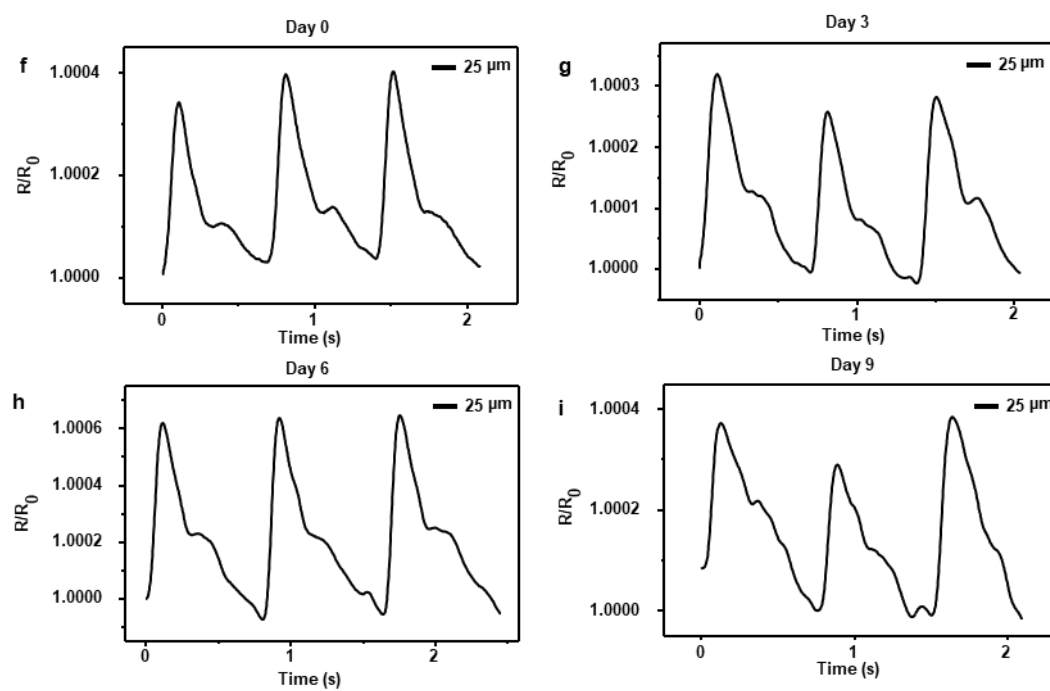 Day 0
f
25 µm
1.0004
1.0002
1.0000
R/R0
0 1 2
Time (s)
Day 3
g
25 µm
1.0003
1.0002
1.0001
1.0000
R/R0
0 1 2
Time (s)
Day 6
h
25 µm
1.0006
1.0004
1.0002
1.0000
R/R0
0 1 2
Time (s)
Day 9
i
25 µm
1.0004
1.0002
1.0000
R/R0
0 1 2
Time (s)